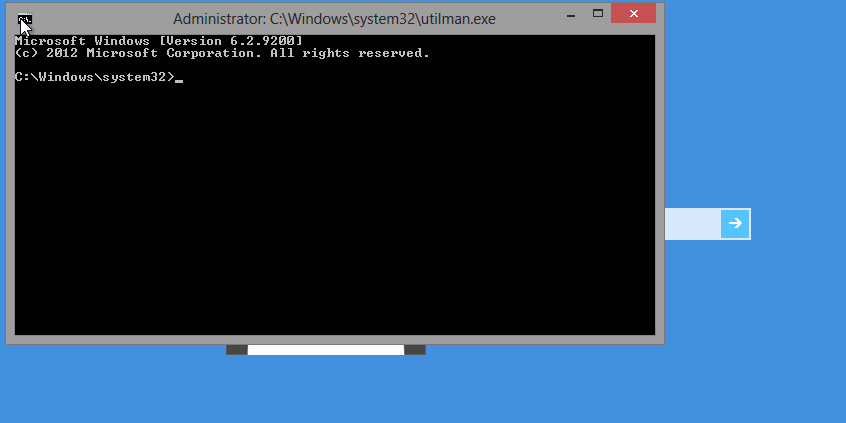 Administrator: C:\Windows\system32\utilman.exe
Microsoft Windows [Version 6.2.9200]
(c) 2012 Microsoft Corporation. All rights reserved.
C:\Windows\system32>_